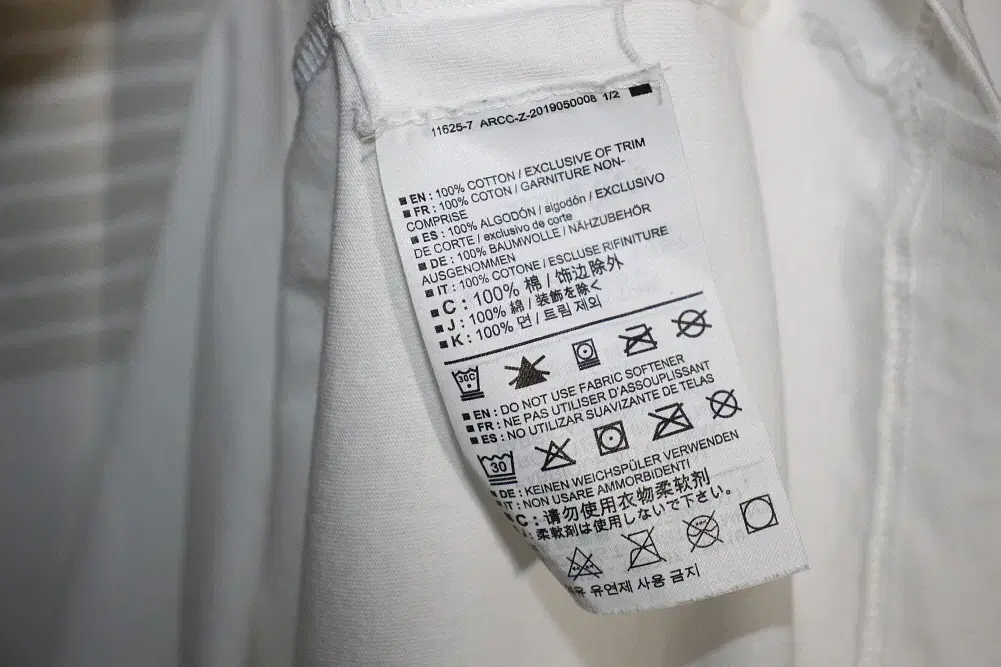 11625-7 ARCC-Z-2019050008 1/2
EN : 100% COTTON / EXCLUSIVE OF TRIM
FR : 100% COTON / GARNITURE NON-
COMPRISE
ES : 100% ALGODÓN / algodón / EXCLUSIVO
DE CORTE / exclusivo de corte
DE : 100% BAUMWOLLE / NÄHZUBEHÖR
AUSGENOMMEN
IT : 100% COTONE / ESCLUSE RIFINITURE
C : 100% 棉 / 饰边除外
J : 100% 綿 / 装飾を除く
K : 100% 면 / 트림 제외
30C
EN : DO NOT USE FABRIC SOFTENER
FR : NE PAS UTILISER D'ASSOUPLISSANT
ES : NO UTILIZAR SUAVIZANTE DE TELAS
30
DE : KEINEN WEICHSPÜLER VERWENDEN
IT : NON USARE AMMORBIDENTI
C : 请勿使用衣物柔软剂
: 柔軟剤は使用しないで下さい。
유연제 사용 금지